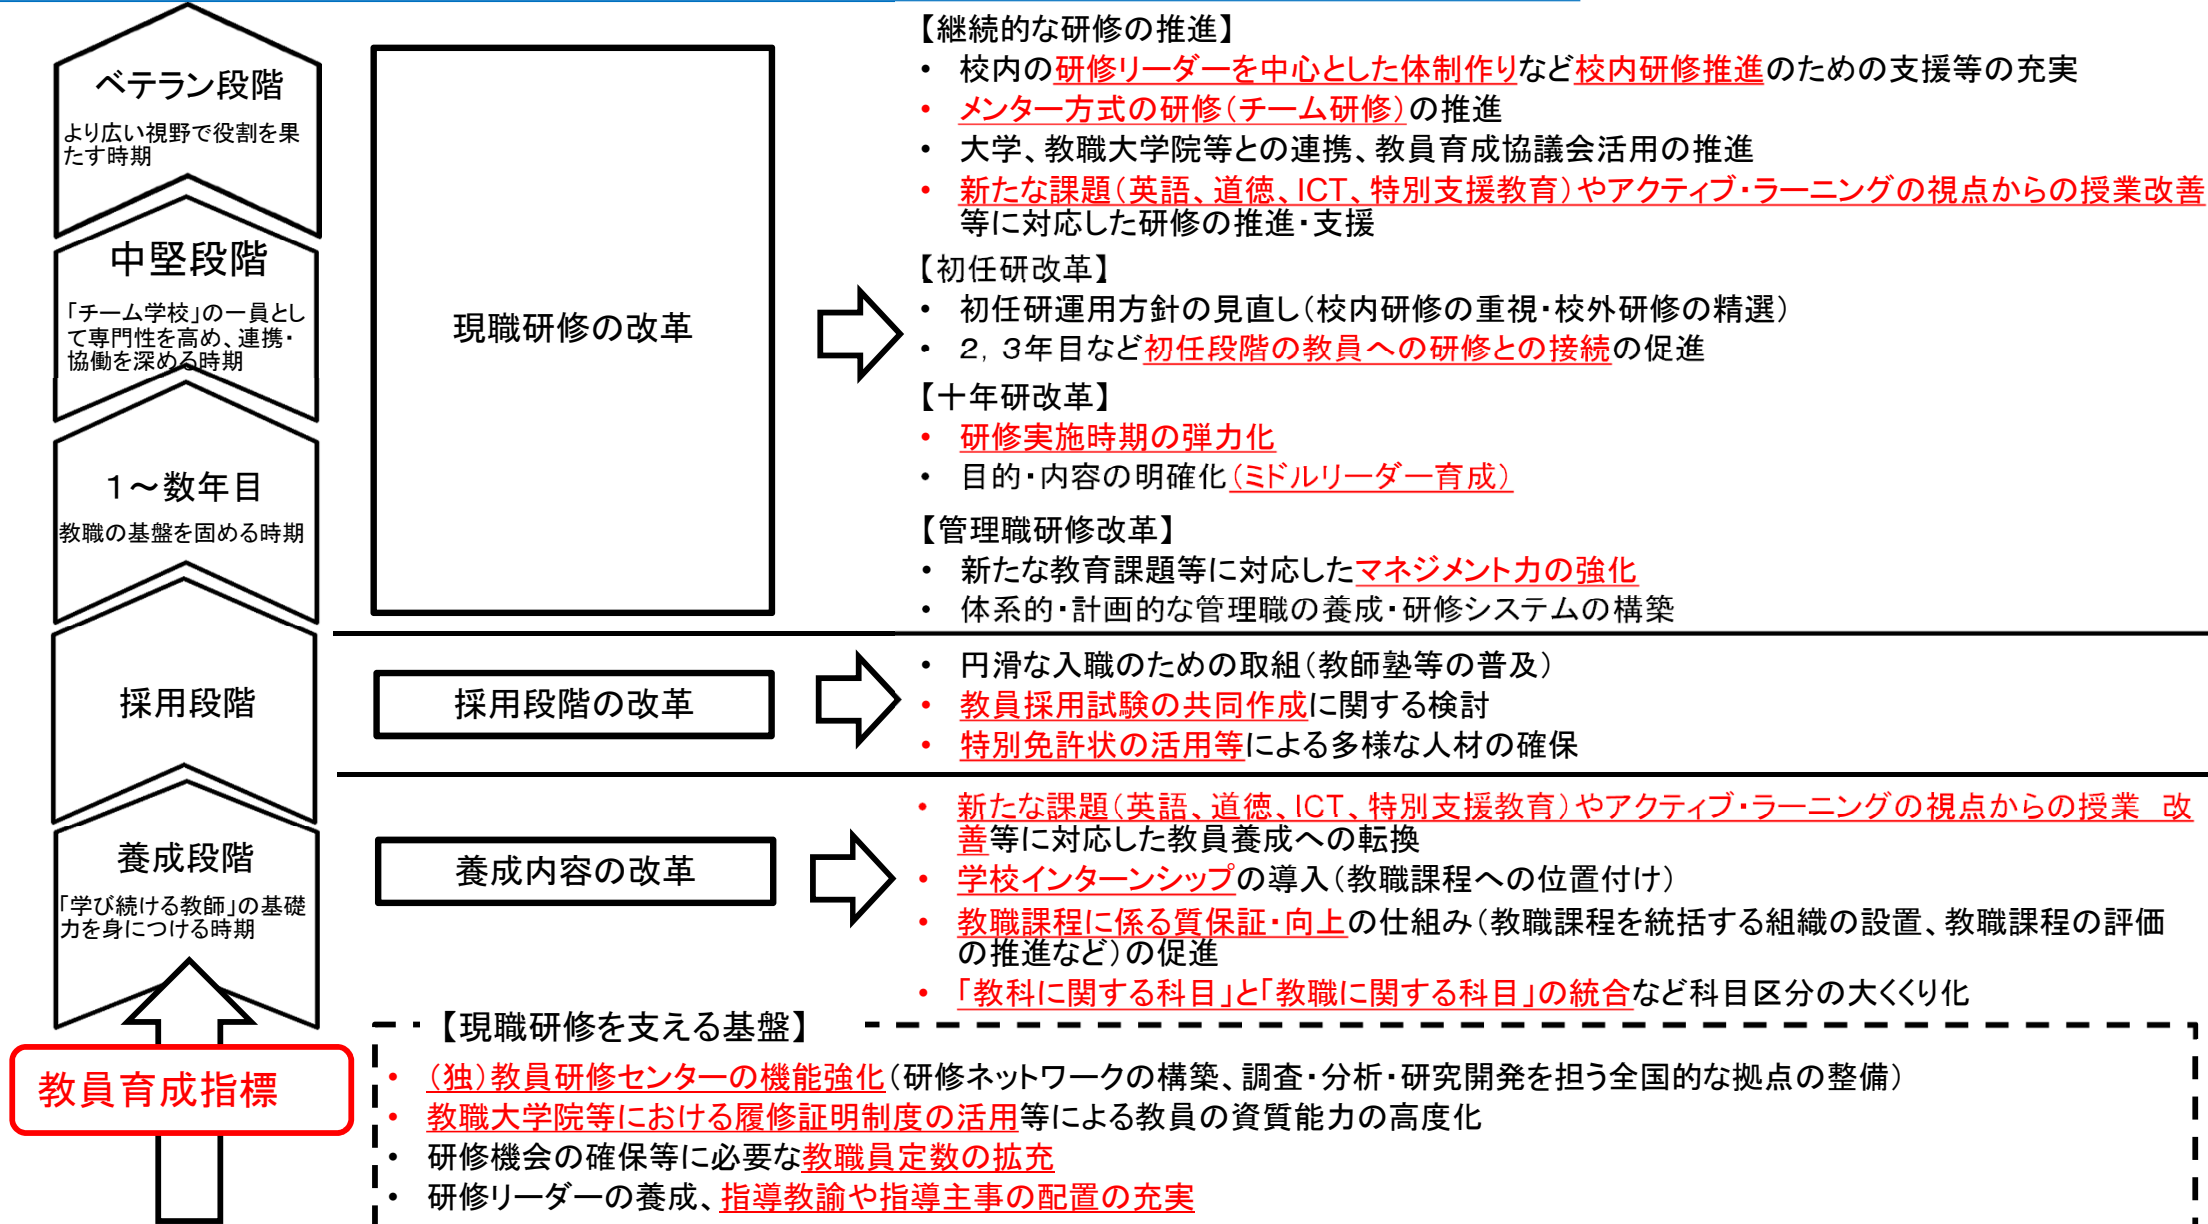 ベテラン段階
より広い視野で役割を果
たす時期
中堅段階
「チーム学校」の一員とし
て専門性を高め、連携・
協働を深める時期
1～数年目
教職の基盤を固める時期
採用段階
養成段階
「学び続ける教師」の基礎
力を身につける時期
教員育成指標
現職研修の改革
【継続的な研修の推進】
・ 校内の研修リーダーを中心とした体制作りなど校内研修推進のための支援等の充実
・ メンター方式の研修(チーム研修)の推進
・ 大学、教職大学院等との連携、教員育成協議会活用の推進
・ 新たな課題(英語、道徳、ICT、特別支援教育)やアクティブ・ラーニングの視点からの授業改善
等に対応した研修の推進・支援
【初任研改革】
・ 初任研運用方針の見直し(校内研修の重視・校外研修の精選)
・ 2，3年目など初任段階の教員への研修との接続の促進
【十年研改革】
・ 研修実施時期の弾力化
・ 目的・内容の明確化(ミドルリーダー育成)
【管理職研修改革】
・ 新たな教育課題等に対応したマネジメント力の強化
・ 体系的・計画的な管理職の養成・研修システムの構築
採用段階の改革
・ 円滑な入職のための取組(教師塾等の普及)
・ 教員採用試験の共同作成に関する検討
・ 特別免許状の活用等による多様な人材の確保
養成内容の改革
・ 新たな課題(英語、道徳、ICT、特別支援教育)やアクティブ・ラーニングの視点からの授業 改
善等に対応した教員養成への転換
・ 学校インターンシップの導入(教職課程への位置付け)
・ 教職課程に係る質保証・向上の仕組み(教職課程を統括する組織の設置、教職課程の評価
の推進など)の促進
・ 「教科に関する科目」と「教職に関する科目」の統合など科目区分の大くくり化
【現職研修を支える基盤】
・ (独)教員研修センターの機能強化(研修ネットワークの構築、調査・分析・研究開発を担う全国的な拠点の整備)
・ 教職大学院等における履修証明制度の活用等による教員の資質能力の高度化
・ 研修機会の確保等に必要な教職員定数の拡充
・ 研修リーダーの養成、指導教諭や指導主事の配置の充実